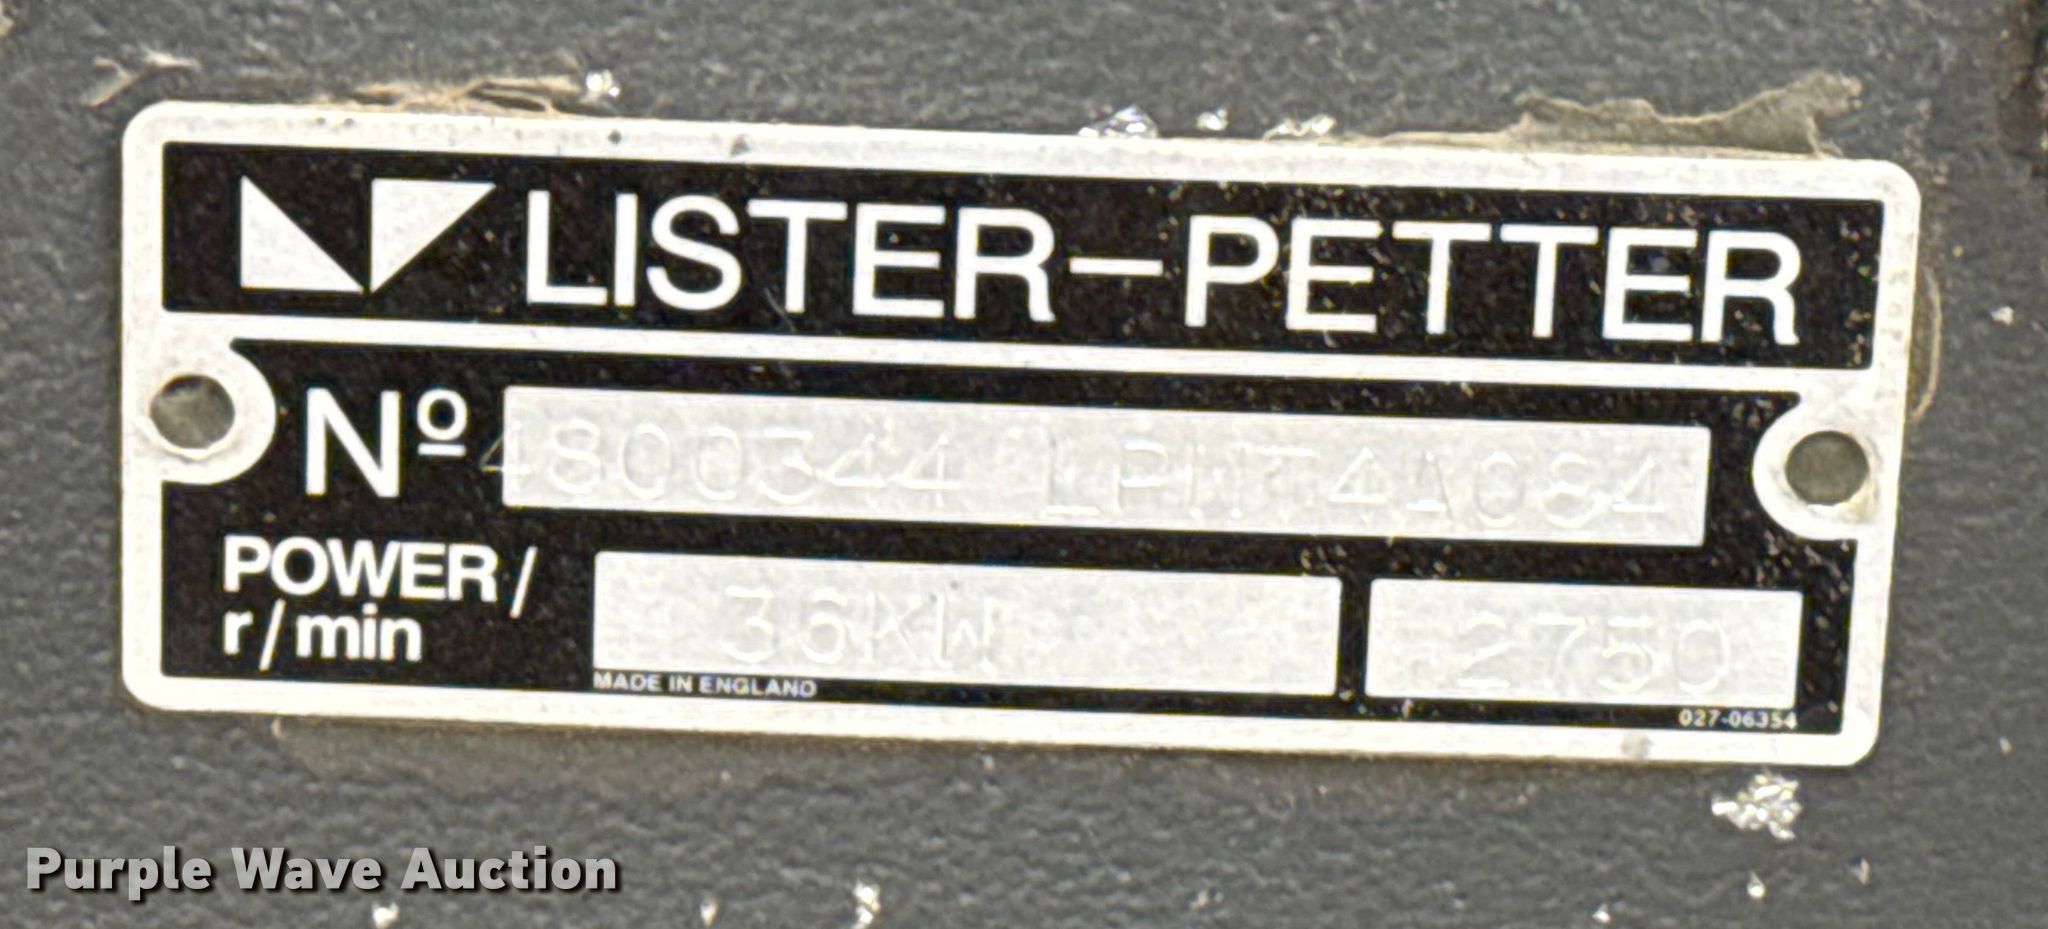 LISTER-PETTER
Nº 4800344 LPWT4A084
POWER/ 36KW 2750
r/min
MADE IN ENGLAND
027-06354
Purple Wave Auction